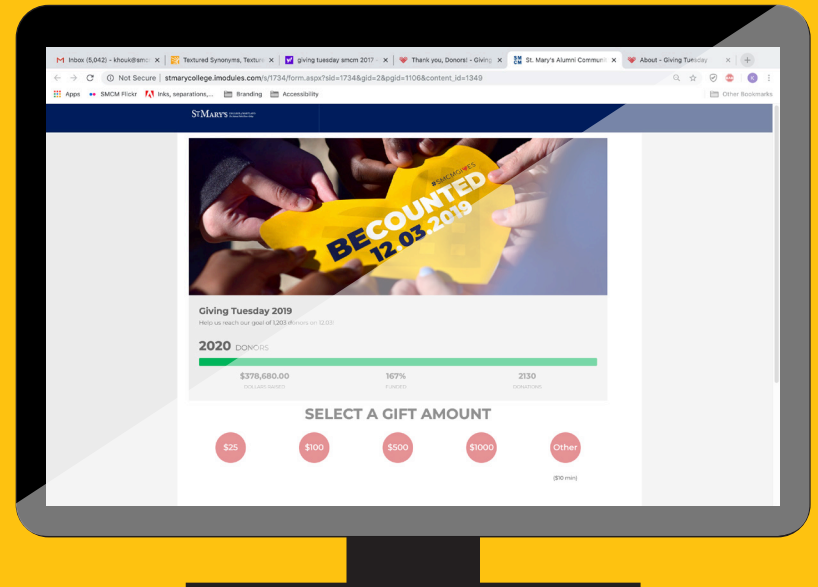 Inbox (5,042) - khouk@smc
Textured Synonyms, Texture
giving tuesday smcm 2017 -
Thank you, Donors! - Giving
St. Mary's Alumni Communi
About - Giving Tuesday
Not Secure | stmarycollege.imodules.com/s/1734/form.aspx?sid=1734&gid=2&pgid=1106&content_id=1349
K
Apps SMCM Flickr Inks, separations,... Branding Accessibility Other Bookmarks
ST MARY'S
#SMCMGIVES
BECOUNTED
12.03.2019
Giving Tuesday 2019
Help us reach our goal of 1,203 donors on 12.03!
2020 DONORS
$378,680.00 167% 2130
DOLLARS RAISED FUNDED DONATIONS
SELECT A GIFT AMOUNT
$25 $100 $500 $1000 Other
($10 min)